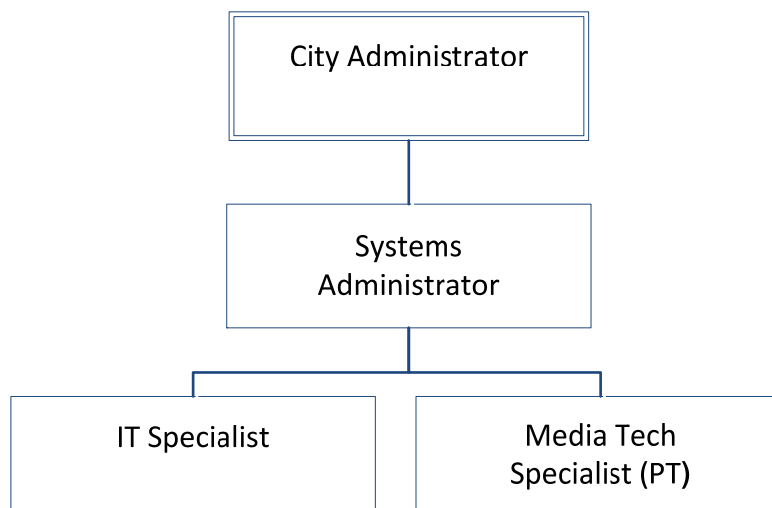 City Administrator
Systems
Administrator
IT Specialist
Media Tech
Specialist (PT)